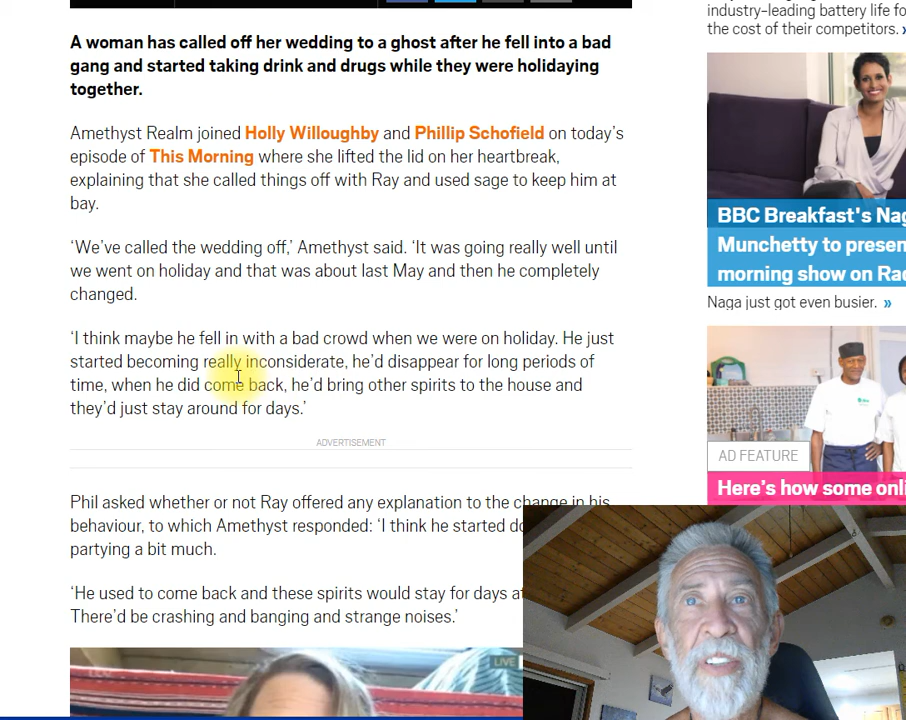 industry-leading battery life fo
the cost of their competitors. »
A woman has called off her wedding to a ghost after he fell into a bad
gang and started taking drink and drugs while they were holidaying
together.
Amethyst Realm joined Holly Willoughby and Phillip Schofield on today's
episode of This Morning where she lifted the lid on her heartbreak,
explaining that she called things off with Ray and used sage to keep him at
bay.
‘We've called the wedding off,’ Amethyst said. ‘It was going really well until
we went on holiday and that was about last May and then he completely
changed.
‘I think maybe he fell in with a bad crowd when we were on holiday. He just
started becoming really inconsiderate, he'd disappear for long periods of
time, when he did come back, he'd bring other spirits to the house and
they'd just stay around for days.’
ADVERTISEMENT
Phil asked whether or not Ray offered any explanation to the change in his
behaviour, to which Amethyst responded: ‘I think he started do
partying a bit much.
‘He used to come back and these spirits would stay for days at
There'd be crashing and banging and strange noises.’
LIVE
BBC Breakfast's Nag
Munchetty to presen
morning show on Rad
Naga just got even busier. »
AD FEATURE
Here's how some onli